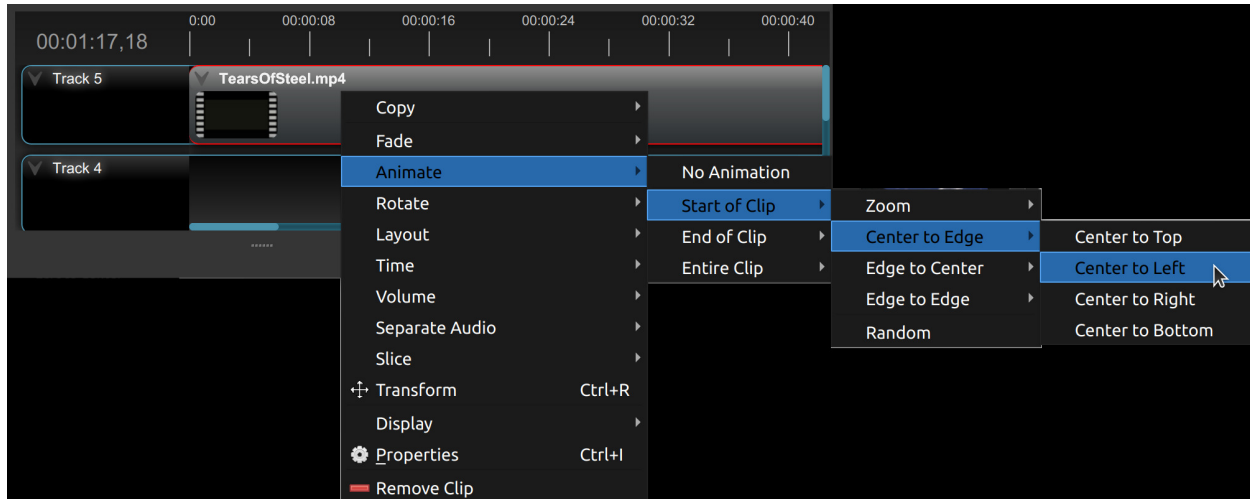 0:00 00:00:08 00:00:16 00:00:24 00:00:32 00:00:40
00:01:17,18
Track 5
TearsOfSteel.mp4
Track 4
Copy
Fade
Animate
Rotate
Layout
Time
Volume
Separate Audio
Slice
Transform Ctrl+R
Display
Properties Ctrl+I
Remove Clip
No Animation
Start of Clip
End of Clip
Entire Clip
Zoom
Center to Edge
Edge to Center
Edge to Edge
Random
Center to Top
Center to Left
Center to Right
Center to Bottom